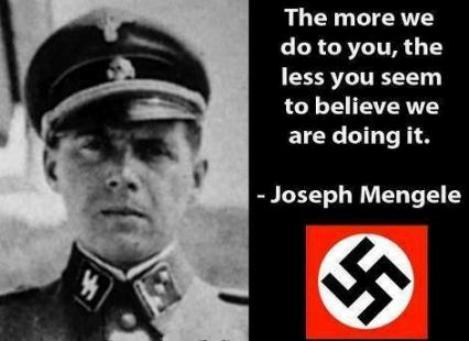 The more we
do to you, the
less you seem
to believe we
are doing it.
- Joseph Mengele